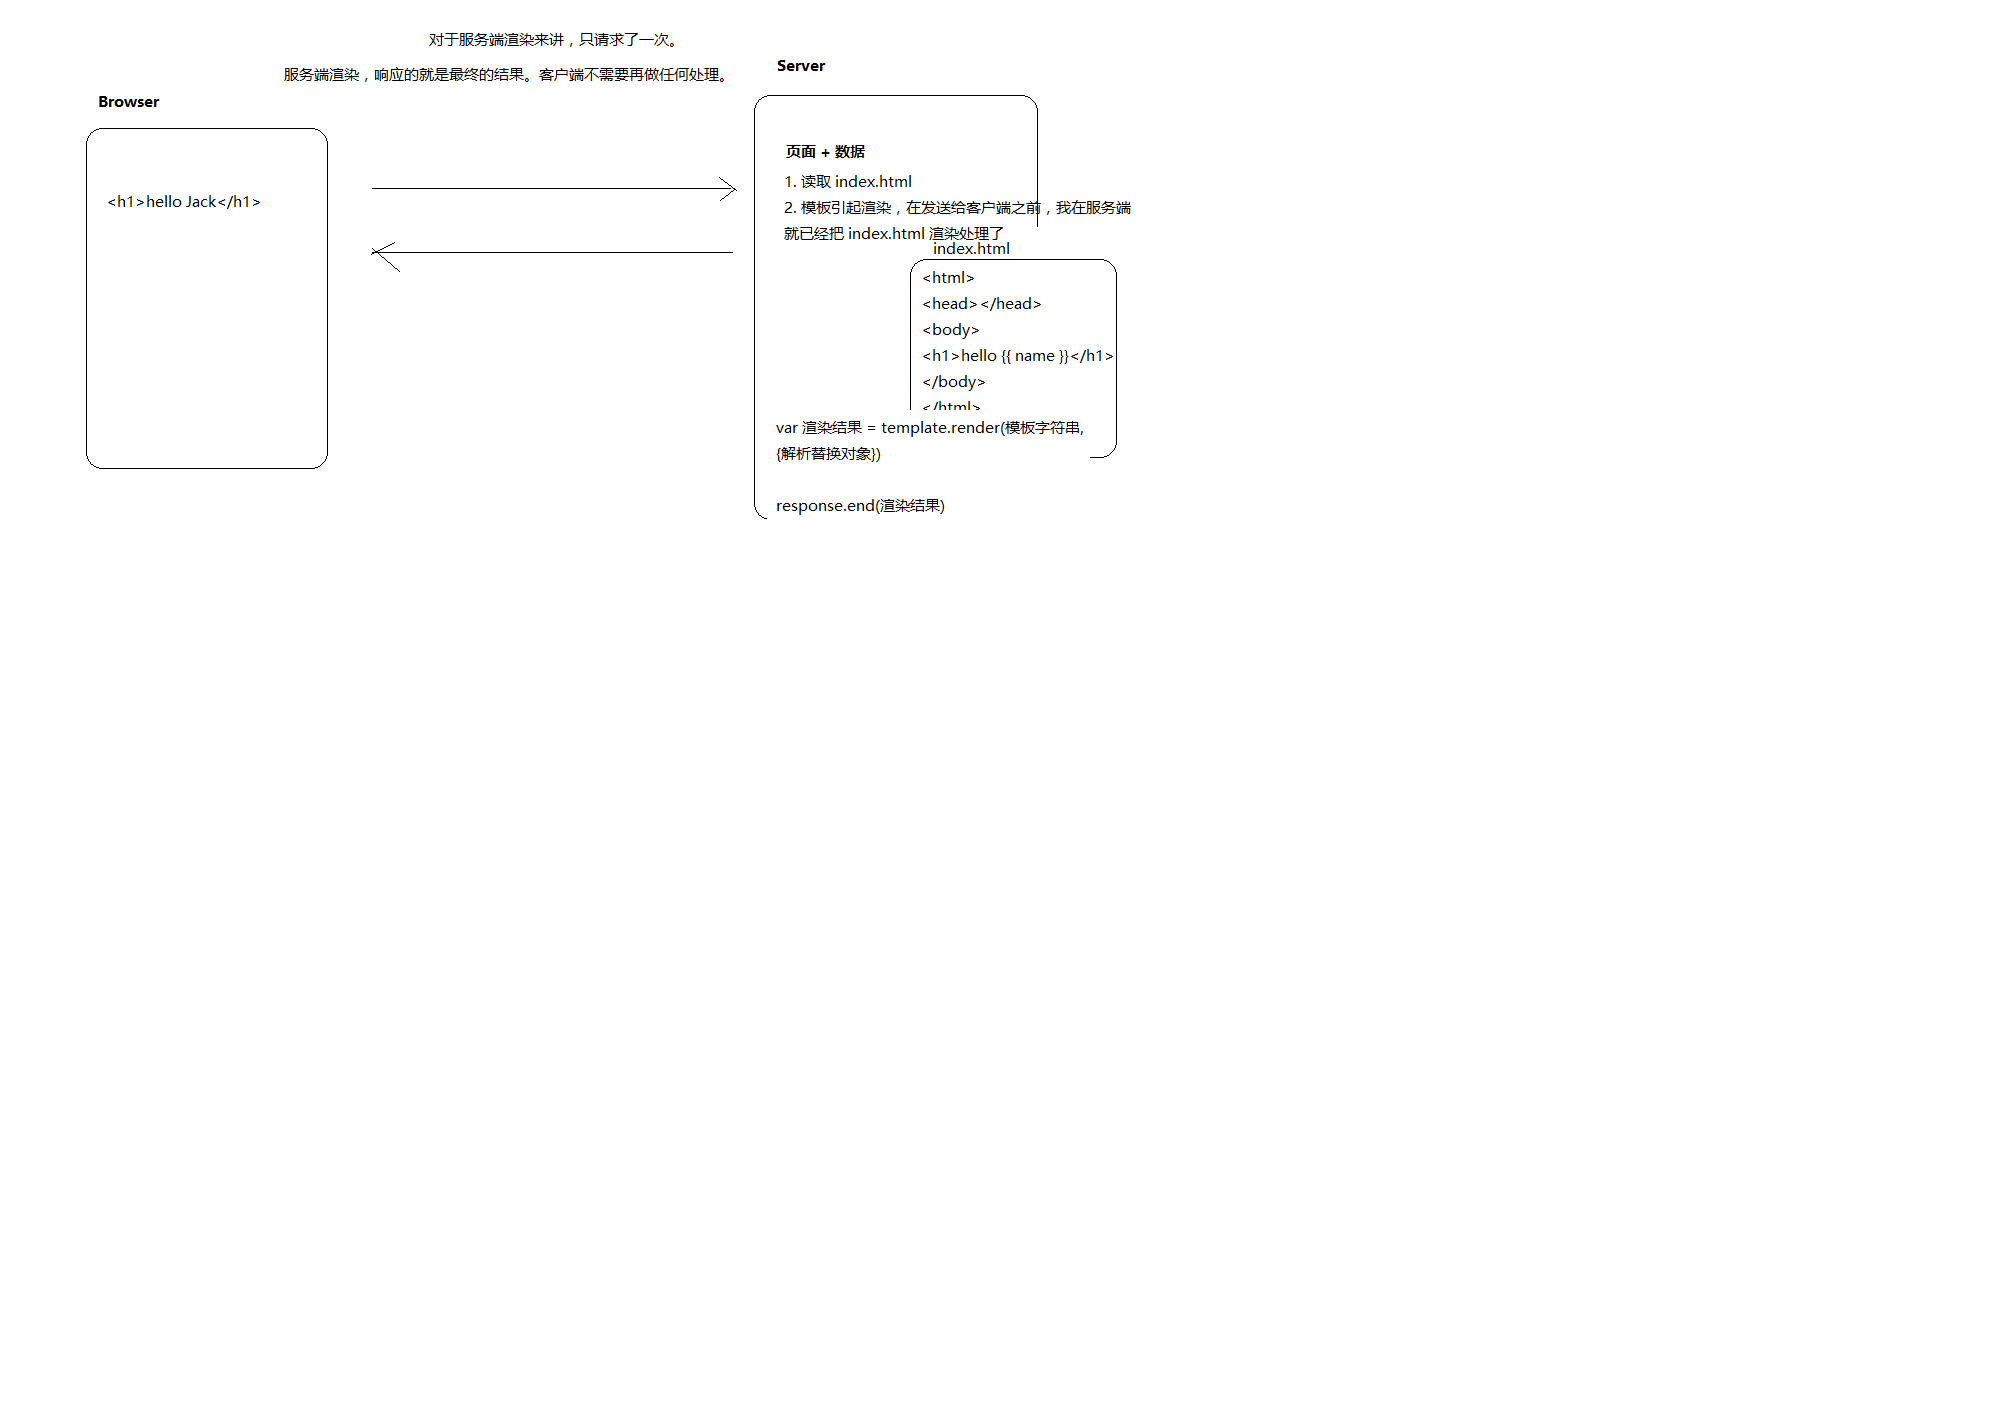 对于服务端渲染来讲，只请求了一次。
服务端渲染，响应的就是最终的结果。客户端不需要再做任何处理。
Browser
<h1>hello Jack</h1>
Server
页面 + 数据
1. 读取 index.html
2. 模板引起渲染，在发送给客户端之前，我在服务端
就已经把 index.html 渲染处理了
index.html
<html>
<head></head>
<body>
<h1>hello {{ name }}</h1>
</body>
</html>
var 渲染结果 = template.render(模板字符串,
{解析替换对象})
response.end(渲染结果)